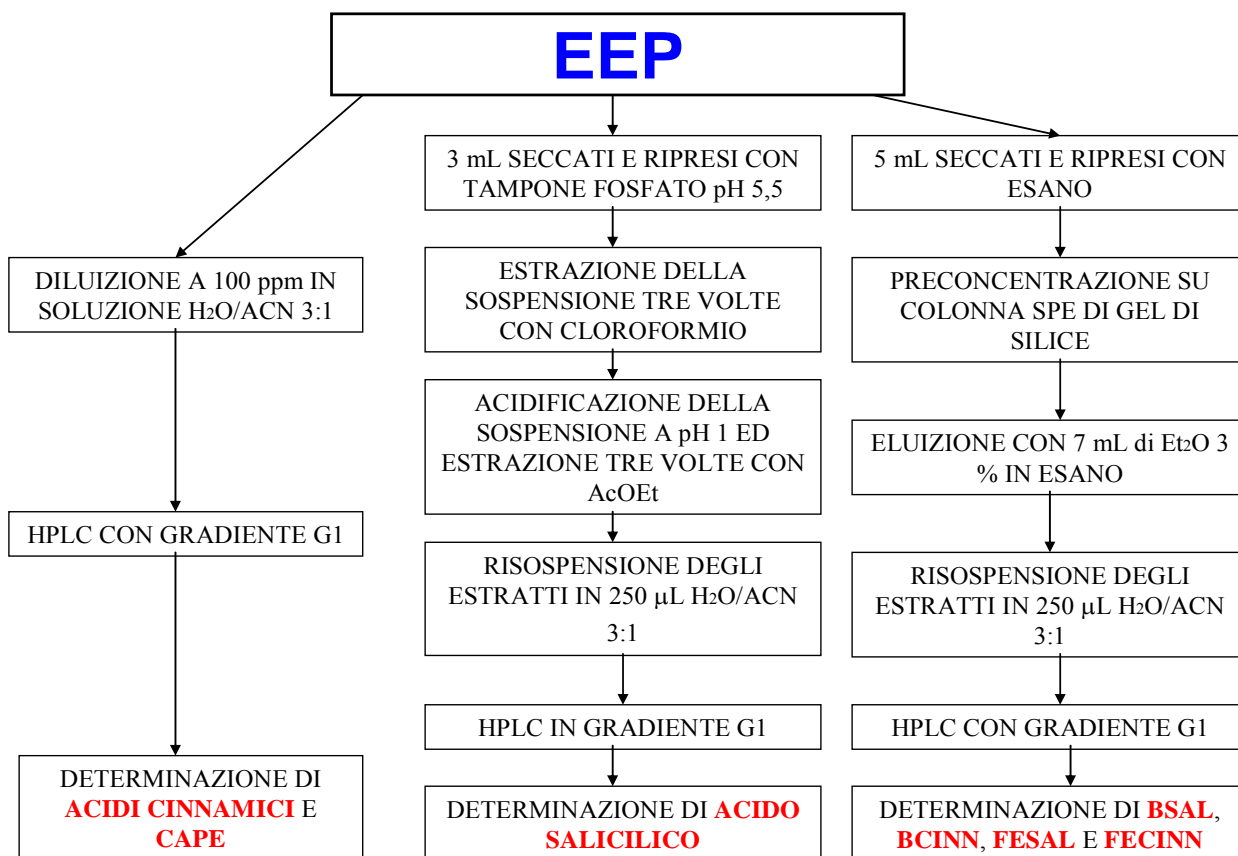 EEP
DILUIZIONE A 100 ppm IN
SOLUZIONE H2O/ACN 3:1
HPLC CON GRADIENTE G1
DETERMINAZIONE DI
ACIDI CINNAMICI E
CAPE
3 mL SECCATI E RIPRESI CON
TAMPONE FOSFATO pH 5,5
ESTRAZIONE DELLA
SOSPENSIONE TRE VOLTE
CON CLOROFORMIO
ACIDIFICAZIONE DELLA
SOSPENSIONE A pH 1 ED
ESTRAZIONE TRE VOLTE CON
AcOEt
RISOSPENSIONE DEGLI
ESTRATTI IN 250 μL H2O/ACN
3:1
HPLC IN GRADIENTE G1
DETERMINAZIONE DI ACIDO
SALICILICO
5 mL SECCATI E RIPRESI CON
ESANO
PRECONCENTRAZIONE SU
COLONNA SPE DI GEL DI
SILICE
ELUIZIONE CON 7 mL di Et2O 3
% IN ESANO
RISOSPENSIONE DEGLI
ESTRATTI IN 250 μL H2O/ACN
3:1
HPLC CON GRADIENTE G1
DETERMINAZIONE DI BSAL,
BCINN, FESAL E FECINN